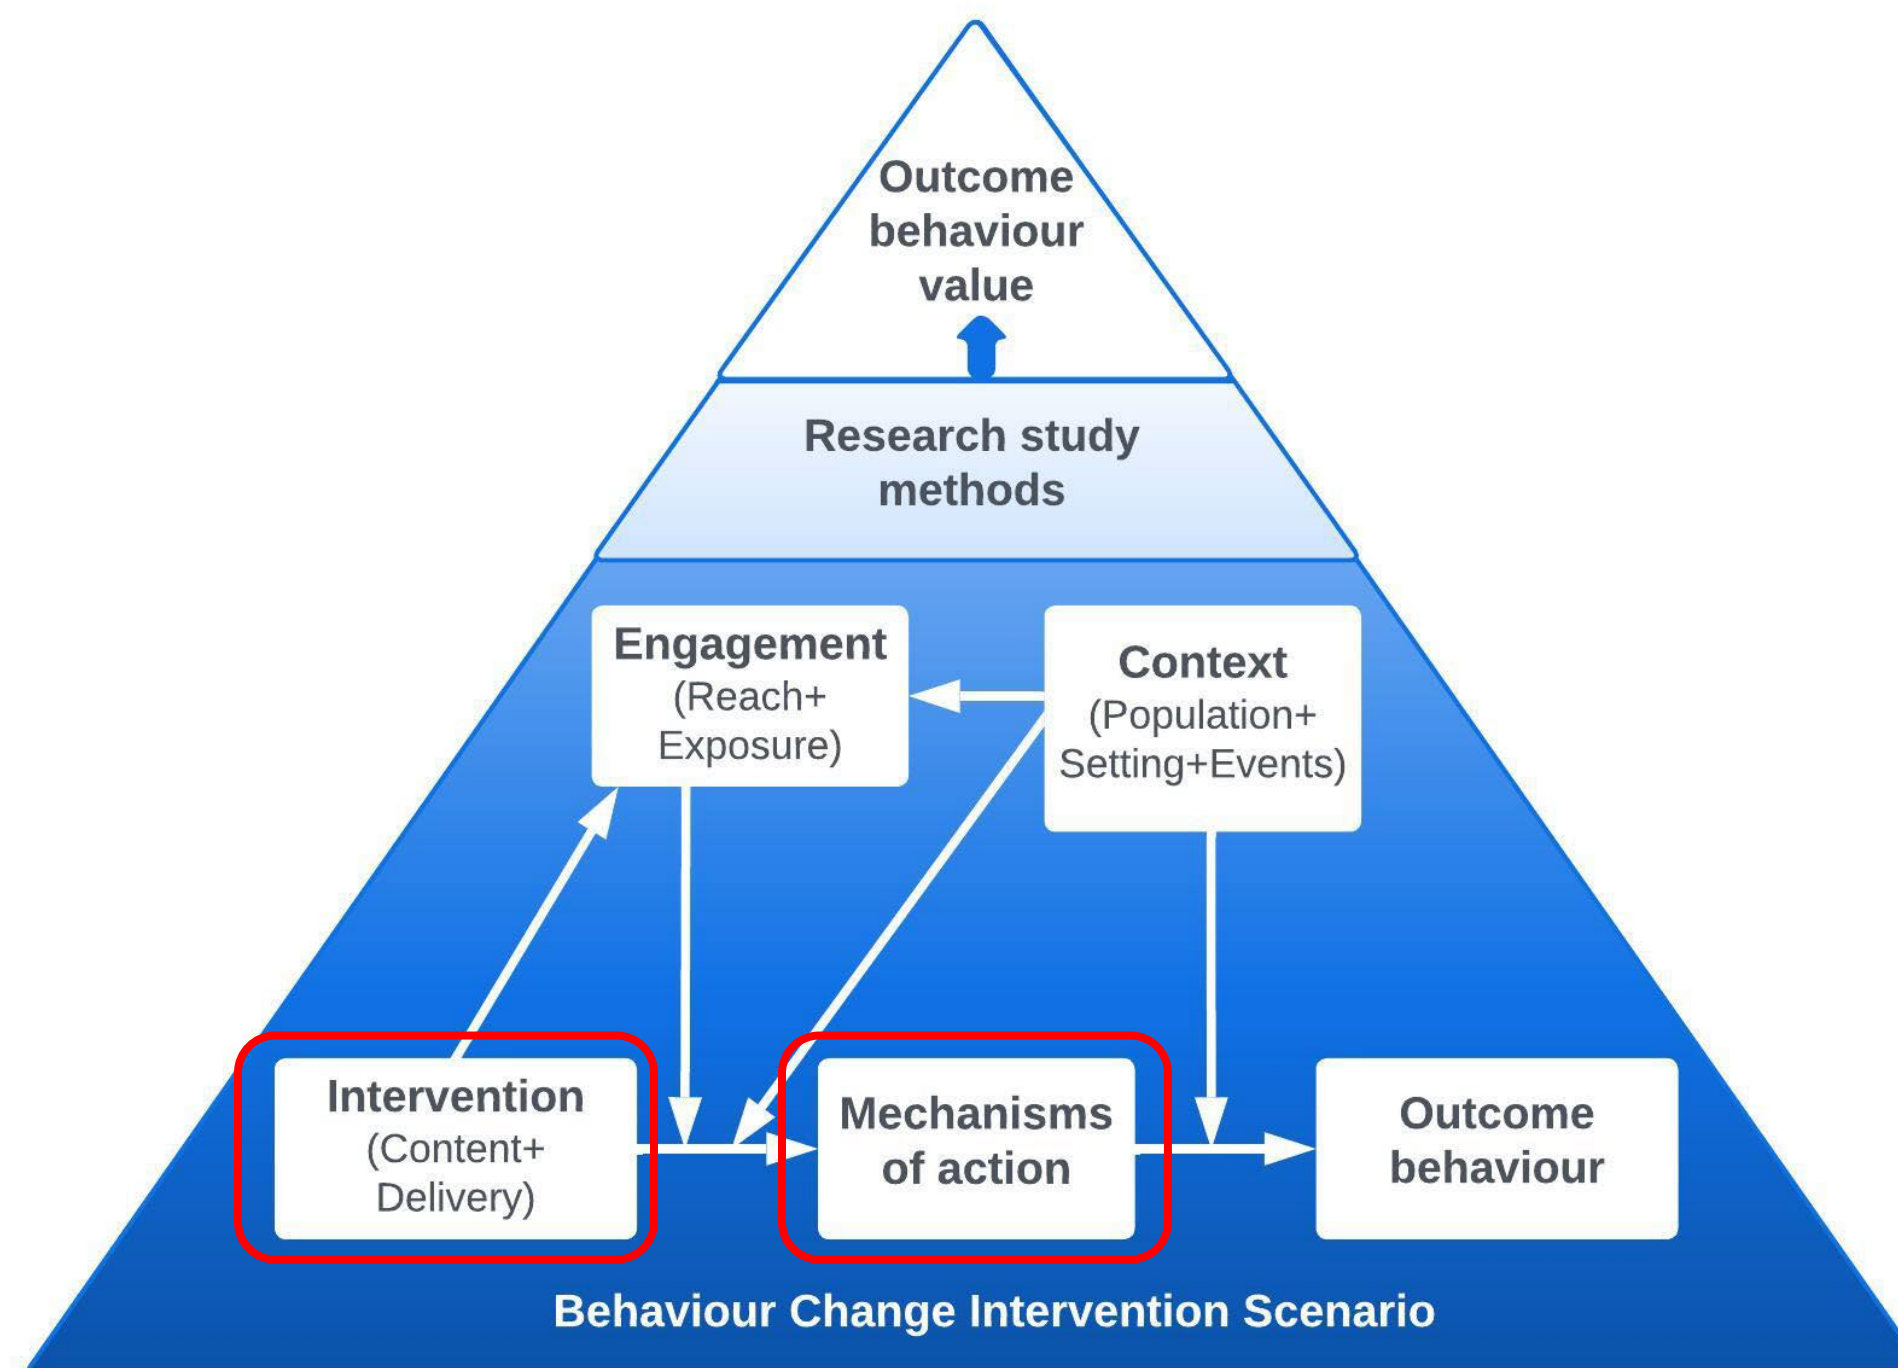 Outcome
behaviour
value
Research study
methods
Engagement
(Reach+
Exposure)
Context
(Population+
Setting+Events)
Intervention
(Content+
Delivery)
Mechanisms
of action
Outcome
behaviour
Behaviour Change Intervention Scenario